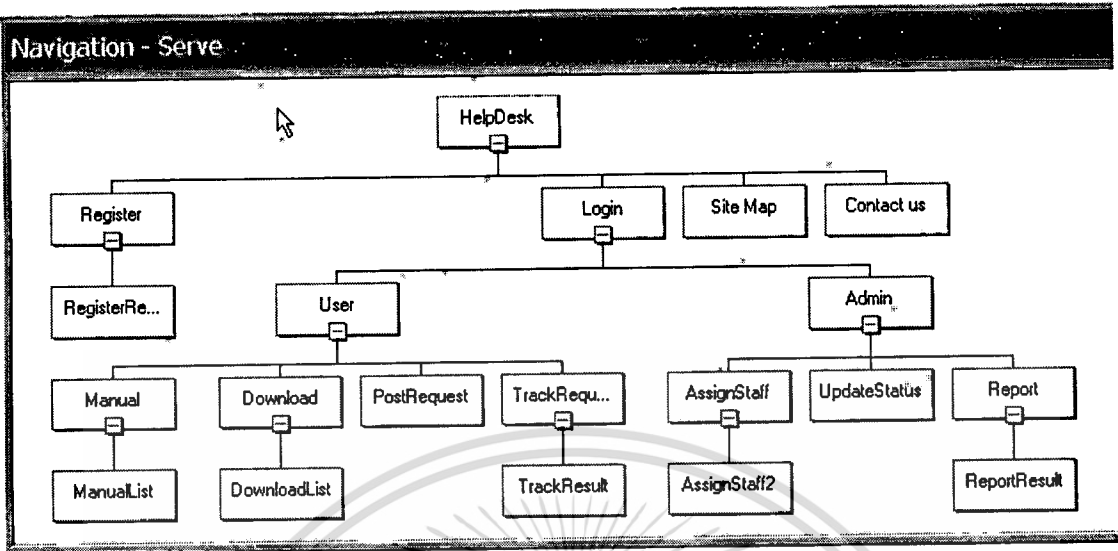 Navigation - Serve
HelpDesk
Register
Login
Site Map
Contact us
RegisterRe...
User
Admin
Manual
Download
PostRequest
TrackRequ...
AssignStaff
UpdateStatus
Report
ManualList
DownloadList
TrackResult
AssignStaff2
ReportResult